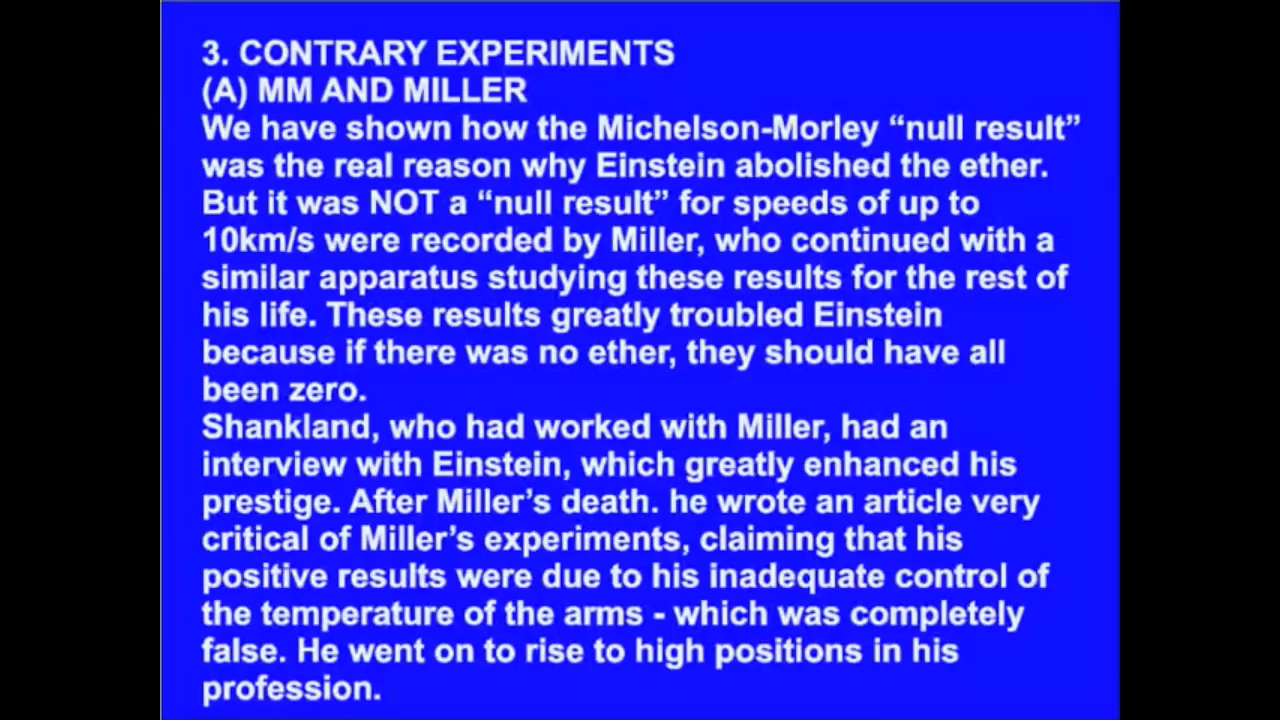 3. CONTRARY EXPERIMENTS
(A) MM AND MILLER
We have shown how the Michelson-Morley “null result”
was the real reason why Einstein abolished the ether.
But it was NOT a “null result” for speeds of up to
10km/s were recorded by Miller, who continued with a
similar apparatus studying these results for the rest of
his life. These results greatly troubled Einstein
because if there was no ether, they should have all
been zero.
Shankland, who had worked with Miller, had an
interview with Einstein, which greatly enhanced his
prestige. After Miller’s death. he wrote an article very
critical of Miller’s experiments, claiming that his
positive results were due to his inadequate control of
the temperature of the arms - which was completely
false. He went on to rise to high positions in his
profession.